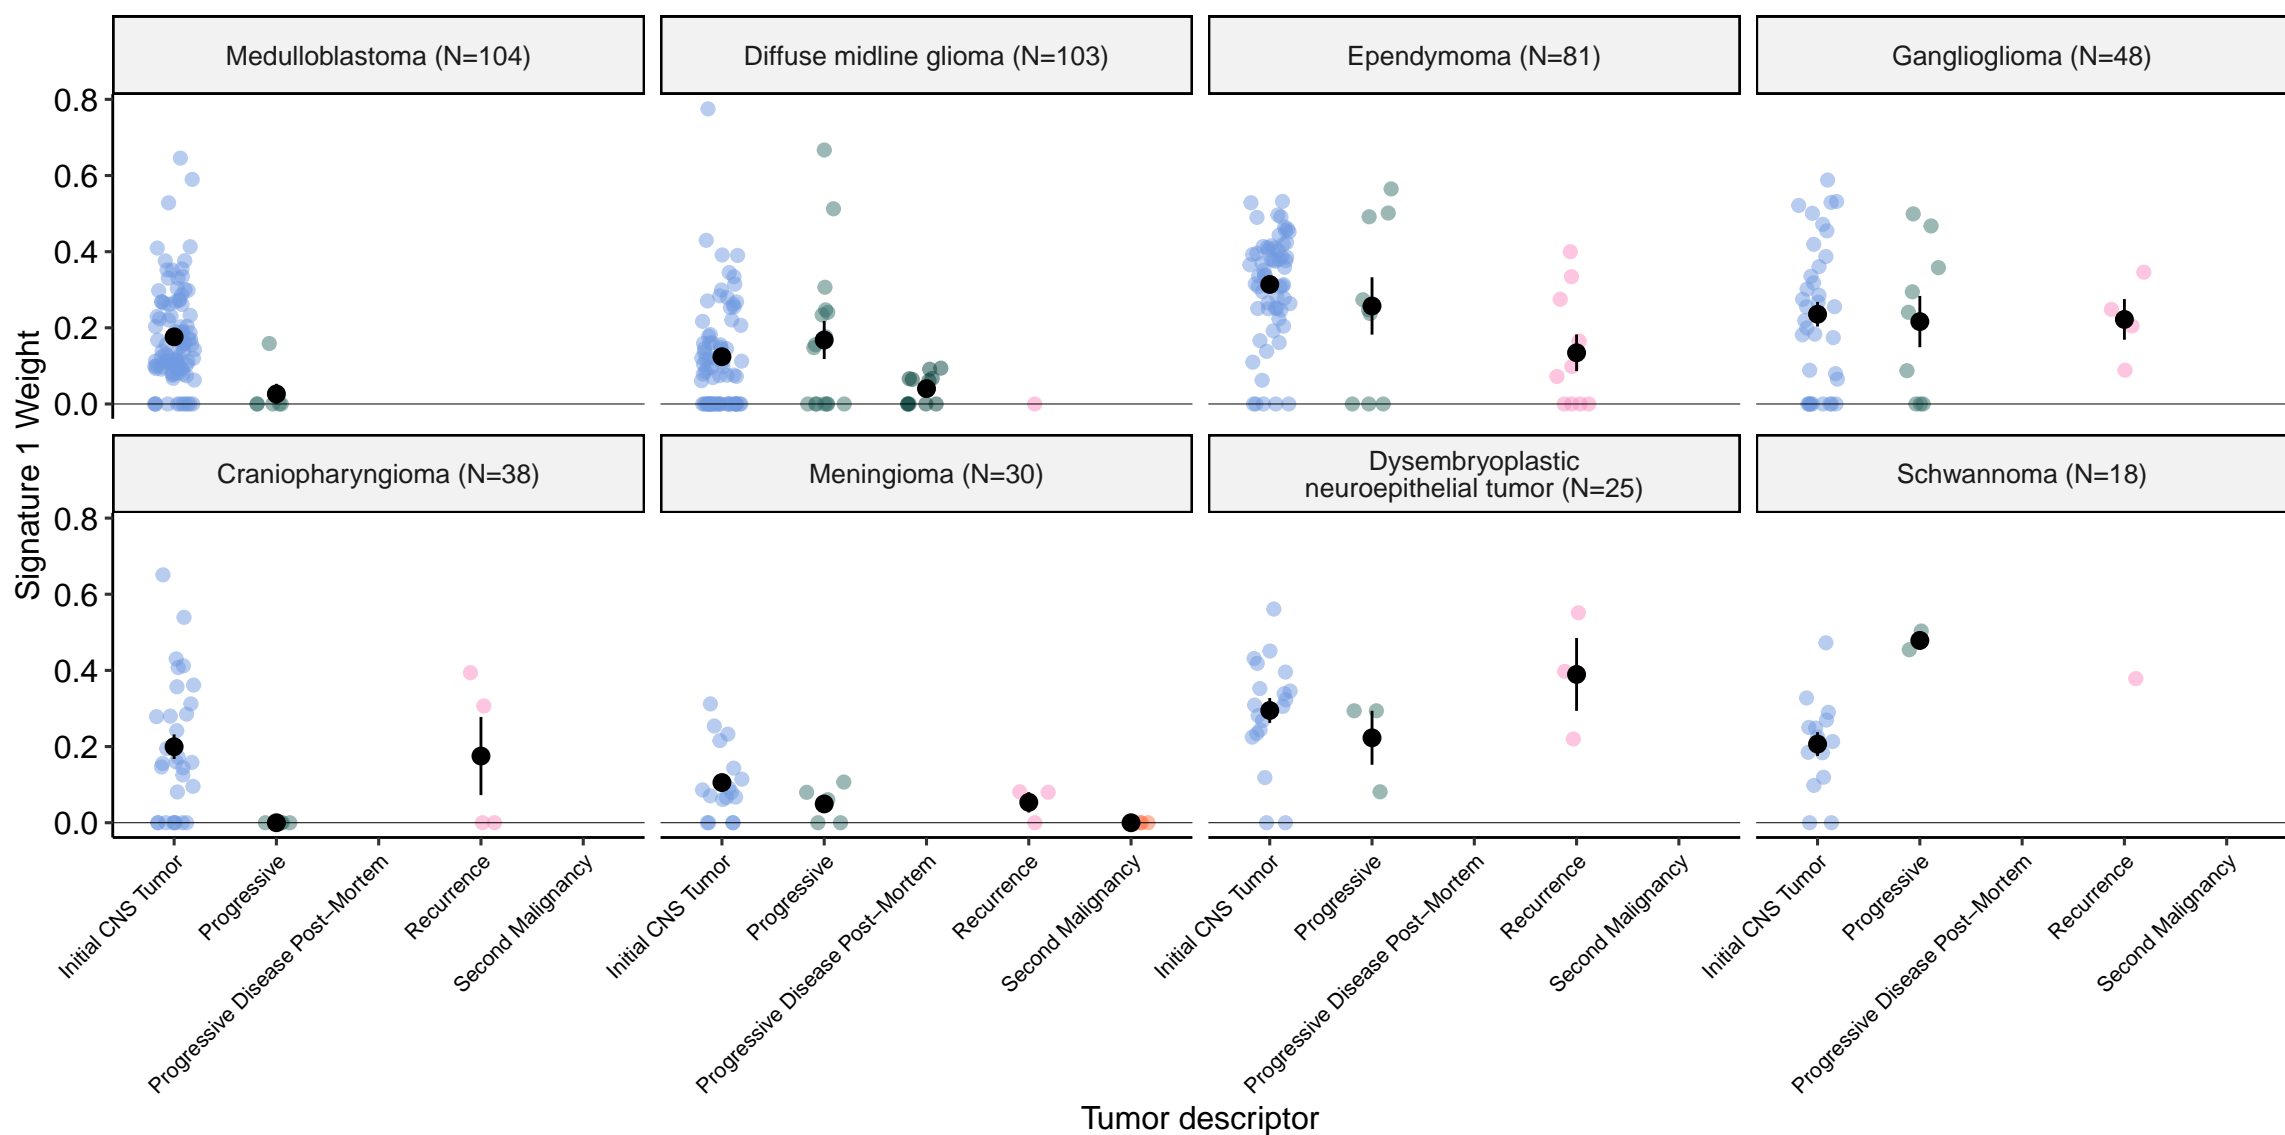 Medulloblastoma (N=104)
Diffuse midline glioma (N=103)
Ependymoma (N=81)
Ganglioglioma (N=48)
0.8
0.6
0.4
0.2
0.0
Craniopharyngioma (N=38)
Meningioma (N=30)
Dysembryoplastic
neuroepithelial tumor (N=25)
Schwannoma (N=18)
0.8
0.6
0.4
0.2
0.0
Signature 1 Weight
Initial CNS Tumor
Progressive
Progressive Disease Post−Mortem
Recurrence
Second Malignancy
Initial CNS Tumor
Progressive
Progressive Disease Post−Mortem
Recurrence
Second Malignancy
Initial CNS Tumor
Progressive
Progressive Disease Post−Mortem
Recurrence
Second Malignancy
Initial CNS Tumor
Progressive
Progressive Disease Post−Mortem
Recurrence
Second Malignancy
Tumor descriptor